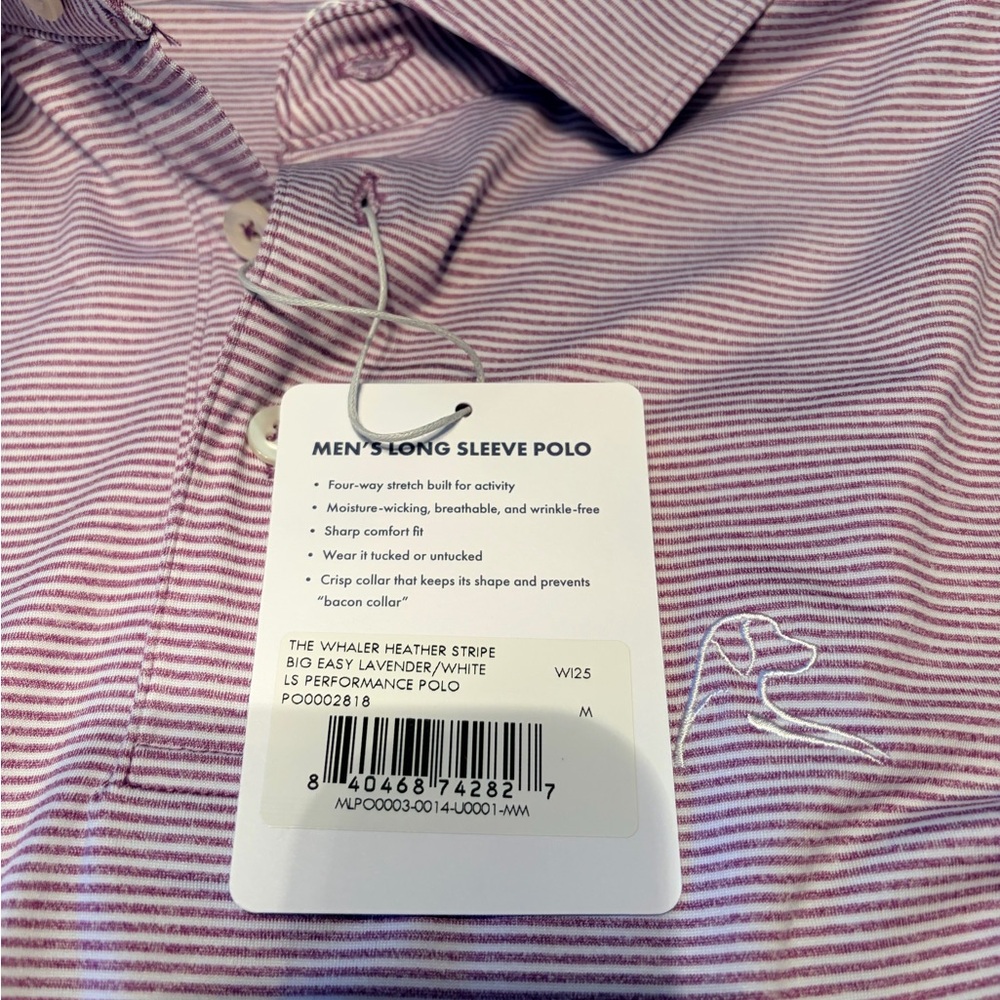 MEN'S LONG SLEEVE POLO
• Four-way stretch built for activity
• Moisture-wicking, breathable, and wrinkle-free
• Sharp comfort fit
• Wear it tucked or untucked
• Crisp collar that keeps its shape and prevents
“bacon collar”
THE WHALER HEATHER STRIPE
BIG EASY LAVENDER/WHITE WI25
LS PERFORMANCE POLO
PO0002818 M
8 40468 74282 7
MLPO0003-0014-U0001-MM